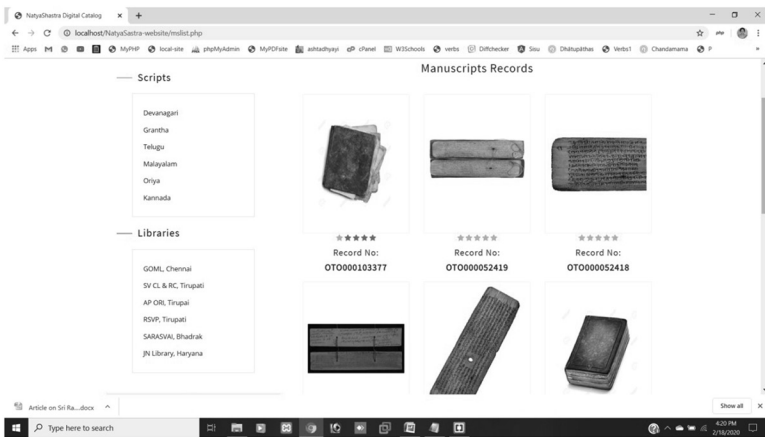 NatyaShastra Digital Catalog
localhost/NatyaSastra-website/mslist.php
Apps
MyPHP
local-site
phpMyAdmin
MyPDFsite
ashtadhyayi
cPanel
W3Schools
verbs
Diffchecker
Sisu
Dhātupāthas
Verbs1
Chandamama
P
Scripts
Devanagari
Grantha
Telugu
Malayalam
Oriya
Kannada
Libraries
GOML, Chennai
SV CL & RC, Tirupati
AP ORI, Tirupai
RSVP, Tirupati
SARASVAI, Bhadrak
JN Library, Haryana
Manuscripts Records
Record No:
OTO000103377
Record No:
OTO000052419
Record No:
OTO000052418
Article on Sri Ra....docx
Show all
Type here to search
4:20 PM
2/18/2020